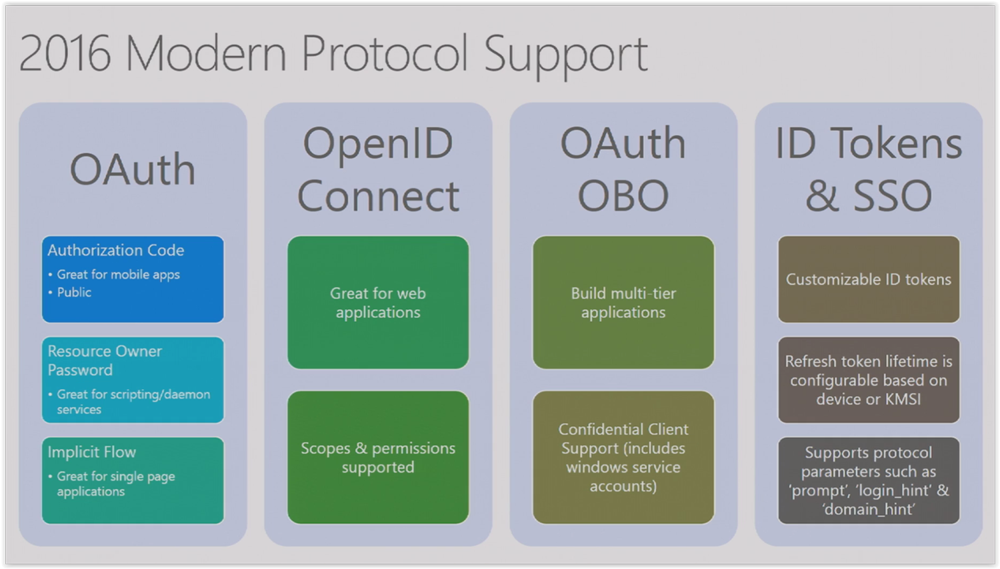 2016 Modern Protocol Support
OAuth
Authorization Code
• Great for mobile apps
• Public
Resource Owner
Password
• Great for scripting/daemon
services
Implicit Flow
• Great for single page
applications
OpenID
Connect
Great for web
applications
Scopes & permissions
supported
OAuth
OBO
Build multi-tier
applications
Confidential Client
Support (includes
windows service
accounts)
ID Tokens
& SSO
Customizable ID tokens
Refresh token lifetime is
configurable based on
device or KMSI
Supports protocol
parameters such as
‘prompt’, ‘login_hint’ &
‘domain_hint’